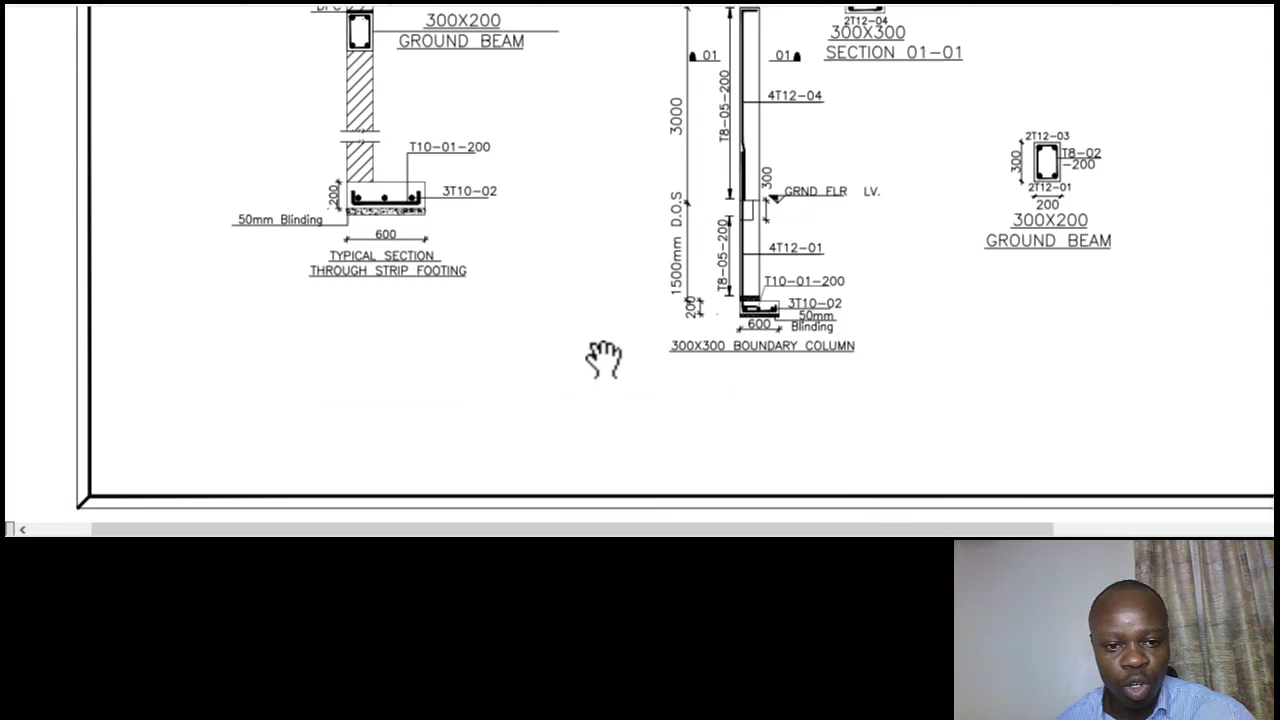 DPC
300X200
GROUND BEAM
T10-01-200
200
3T10-02
50mm Blinding
600
TYPICAL SECTION
THROUGH STRIP FOOTING
01
01
4T12-04
3000
T8-05-200
300
GRND FLR LV.
1500mm D.O.S
T8-05-200
4T12-01
T10-01-200
200
3T10-02
50mm
Blinding
600
300X300 BOUNDARY COLUMN
2T12-04
300X300
SECTION 01-01
2T12-03
300
T8-02
-200
2T12-01
200
300X200
GROUND BEAM